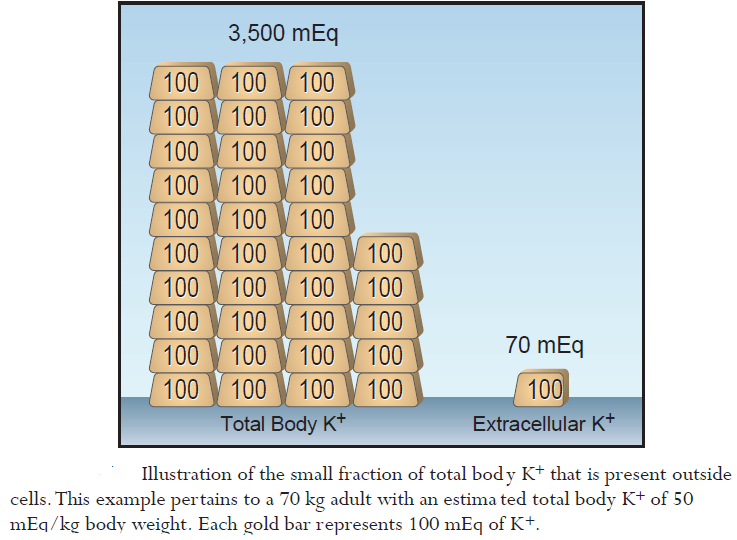 3,500 mEq
100 100 100
100 100 100
100 100 100
100 100 100
100 100 100
100 100 100 100
100 100 100 100
100 100 100 100
100 100 100 100
100 100 100 100
70 mEq
100
Total Body K+
Extracellular K+
Illustration of the small fraction of total body K+ that is present outside
cells. This example pertains to a 70 kg adult with an estima ted total body K+ of 50
mEq/kg body weight. Each gold bar represents 100 mEq of K+.